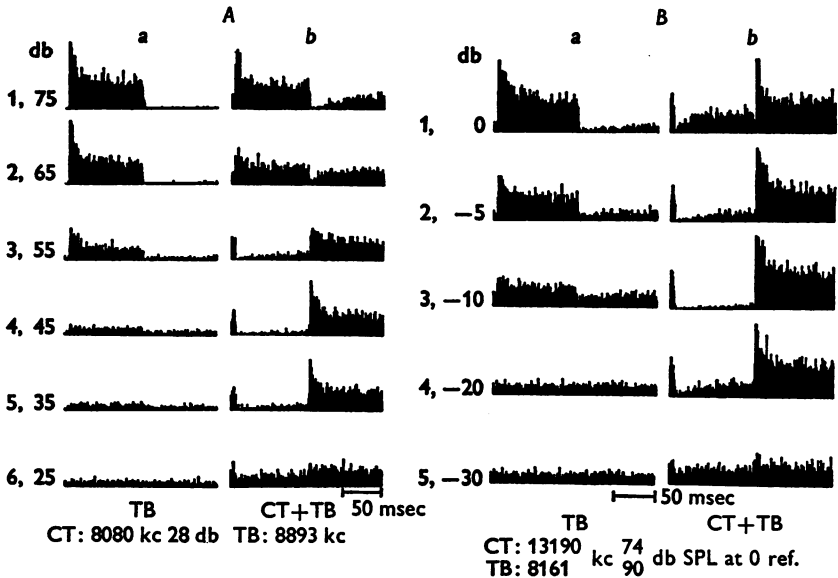 A
a b
db
1, 75
2, 65
3, 55
4, 45
5, 35
6, 25
50 msec
TB CT+TB
CT: 8080 kc 28 db TB: 8893 kc
B
a b
db
1, 0
2, −5
3, −10
4, −20
5, −30
50 msec
TB CT+TB
CT: 13190 kc 74 db SPL at 0 ref.
TB: 8161 90